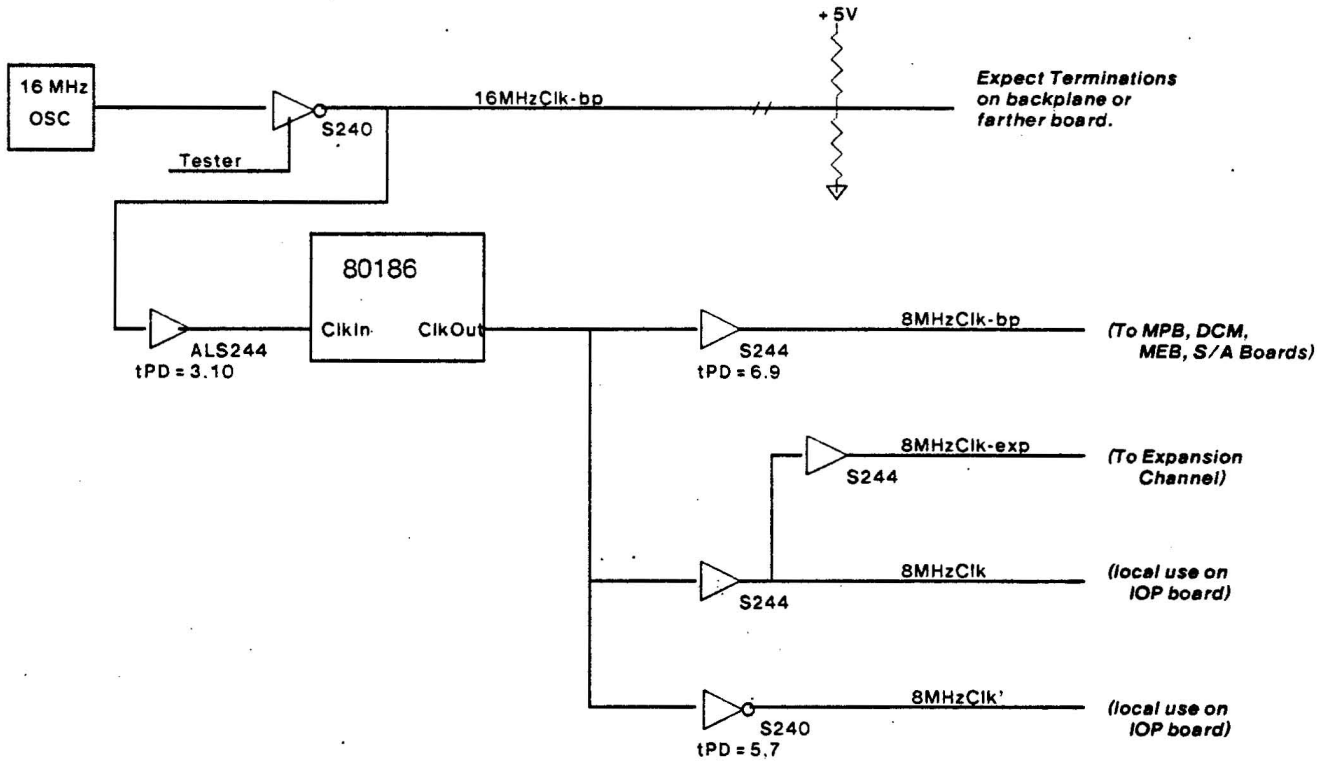 +5V
16 MHz
OSC
16MHzClk-bp
Expect Terminations
on backplane or
farther board.
S240
Tester
80186
ClkIn
ClkOut
ALS244
tPD = 3.10
8MHzClk-bp
S244
tPD = 6.9
(To MPB, DCM,
MEB, S/A Boards)
8MHzClk-exp
S244
(To Expansion
Channel)
8MHzClk
S244
(local use on
IOP board)
8MHzClk'
S240
tPD = 5,7
(local use on
IOP board)